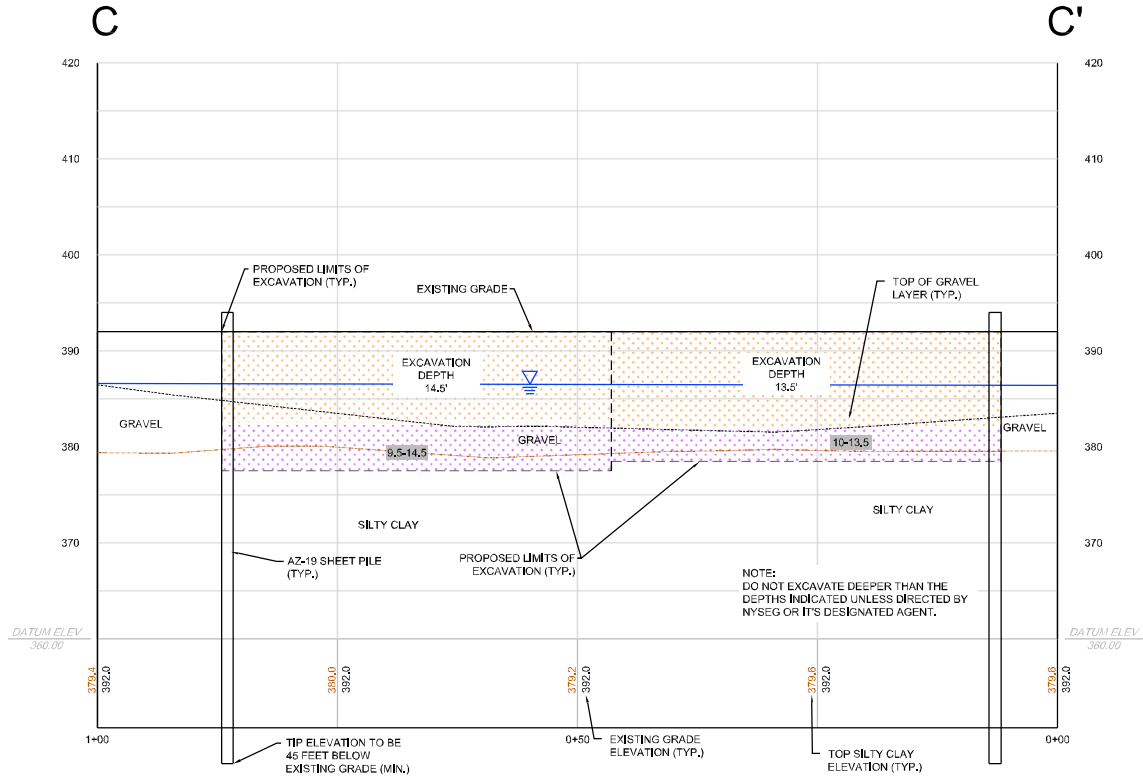 C
C'
420
420
410
410
400
400
PROPOSED LIMITS OF
EXCAVATION (TYP.)
EXISTING GRADE
TOP OF GRAVEL
LAYER (TYP.)
390
390
EXCAVATION
DEPTH
14.5'
EXCAVATION
DEPTH
13.5'
GRAVEL
GRAVEL
GRAVEL
380
380
9.5-14.5
10-13.5
SILTY CLAY
SILTY CLAY
370
370
AZ-19 SHEET PILE
(TYP.)
PROPOSED LIMITS OF
EXCAVATION (TYP.)
NOTE:
DO NOT EXCAVATE DEEPER THAN THE
DEPTHS INDICATED UNLESS DIRECTED BY
NYSEG OR IT'S DESIGNATED AGENT.
DATUM ELEV
360.00
DATUM ELEV
360.00
379.4
392.0
380.0
392.0
379.2
392.0
379.6
392.0
379.6
392.0
1+00
0+50
0+00
TIP ELEVATION TO BE
45 FEET BELOW
EXISTING GRADE (MIN.)
EXISTING GRADE
ELEVATION (TYP.)
TOP SILTY CLAY
ELEVATION (TYP.)